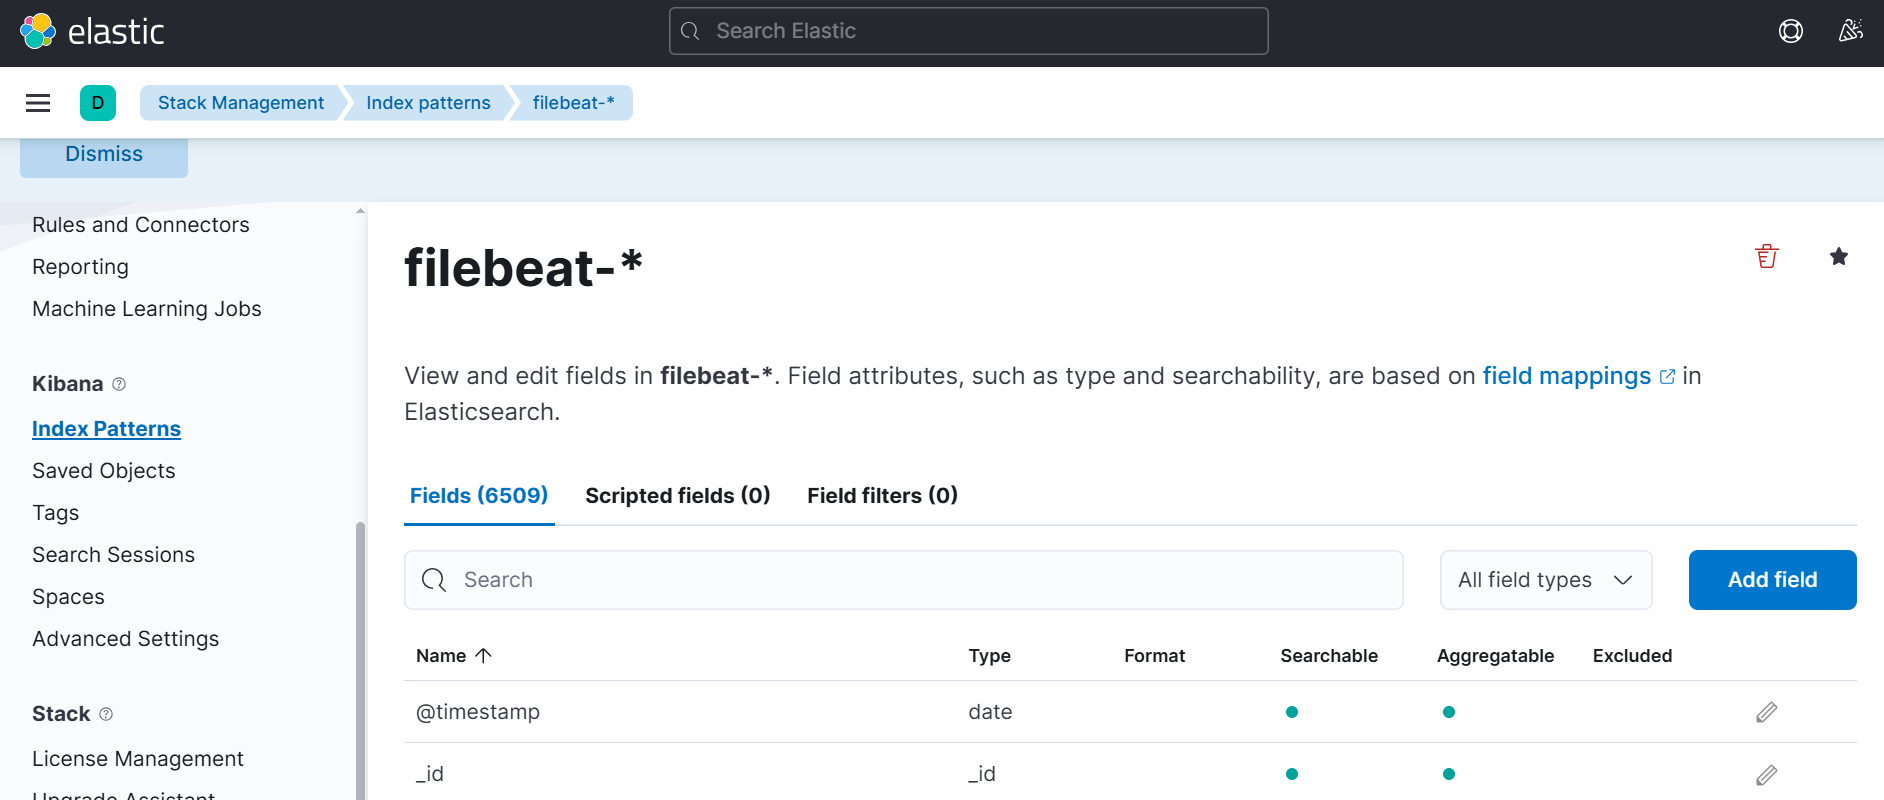 elastic
Search Elastic
D
Stack Management
Index patterns
filebeat-*
Dismiss
Rules and Connectors
Reporting
Machine Learning Jobs
Kibana
Index Patterns
Saved Objects
Tags
Search Sessions
Spaces
Advanced Settings
Stack
License Management
Upgrade Assistant
filebeat-*
View and edit fields in filebeat-*. Field attributes, such as type and searchability, are based on field mappings in
Elasticsearch.
Fields (6509)
Scripted fields (0)
Field filters (0)
Search
All field types
Add field
Name Type Format Searchable Aggregatable Excluded
@timestamp date
_id _id